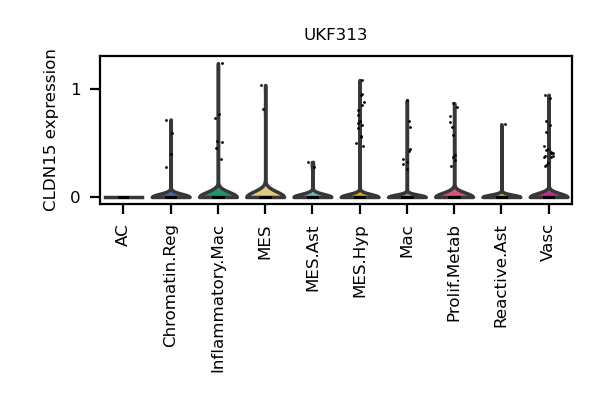 UKF313
CLDN15 expression
1
0
AC
Chromatin.Reg
Inflammatory.Mac
MES
MES.Ast
MES.Hyp
Mac
Prolif.Metab
Reactive.Ast
Vasc